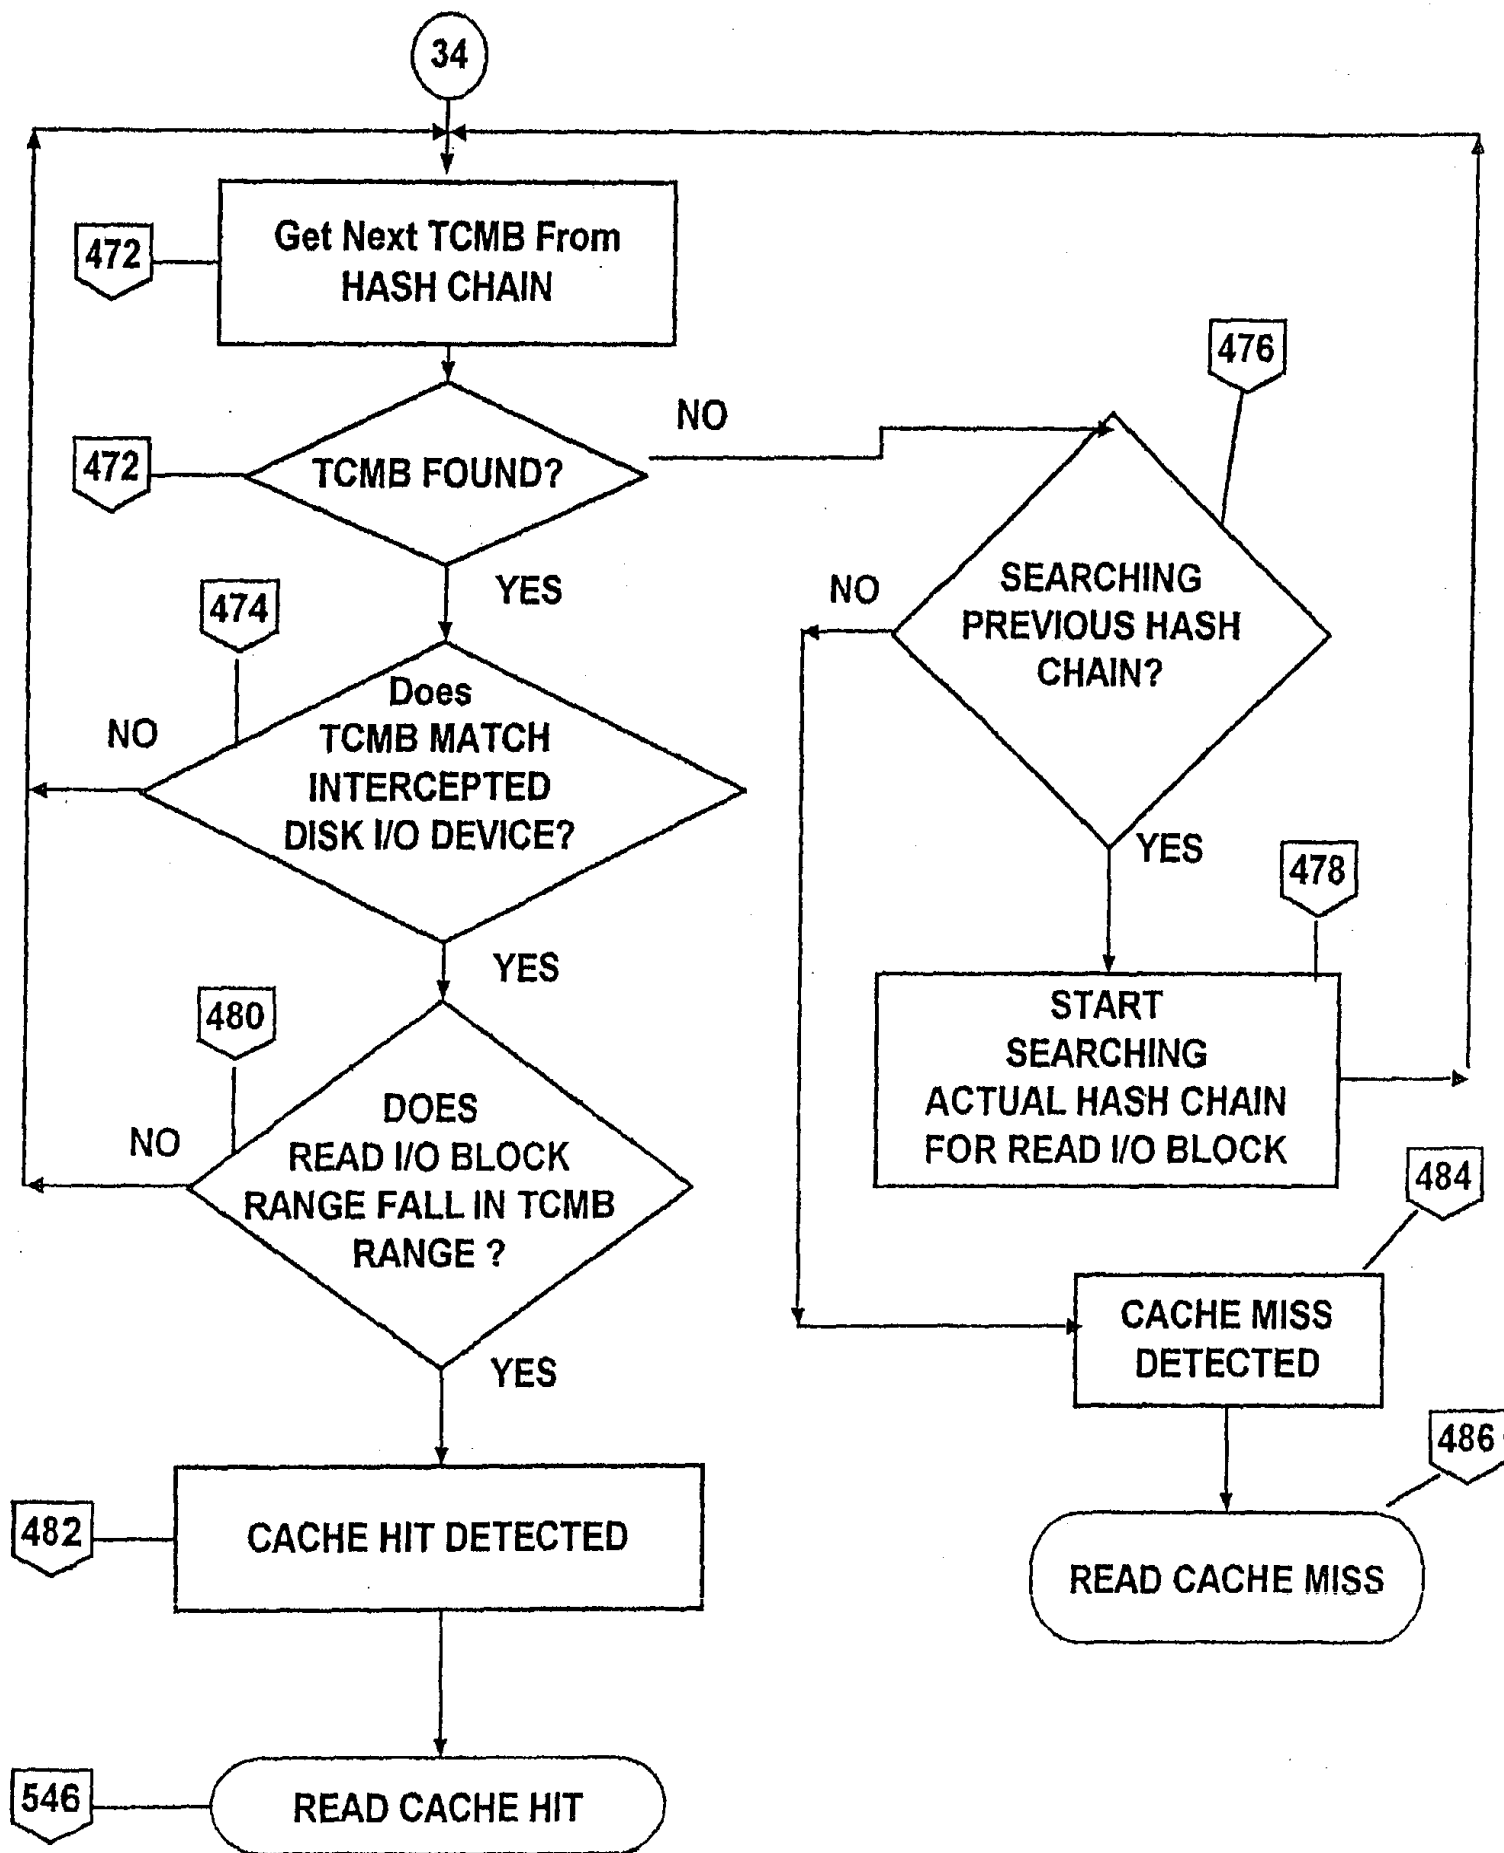 34
472
Get Next TCMB From
HASH CHAIN
472
TCMB FOUND?
NO
YES
476
SEARCHING
PREVIOUS HASH
CHAIN?
NO
YES
474
Does
TCMB MATCH
INTERCEPTED
DISK I/O DEVICE?
NO
YES
478
START
SEARCHING
ACTUAL HASH CHAIN
FOR READ I/O BLOCK
480
DOES
READ I/O BLOCK
RANGE FALL IN TCMB
RANGE ?
NO
YES
484
CACHE MISS
DETECTED
486
READ CACHE MISS
482
CACHE HIT DETECTED
546
READ CACHE HIT